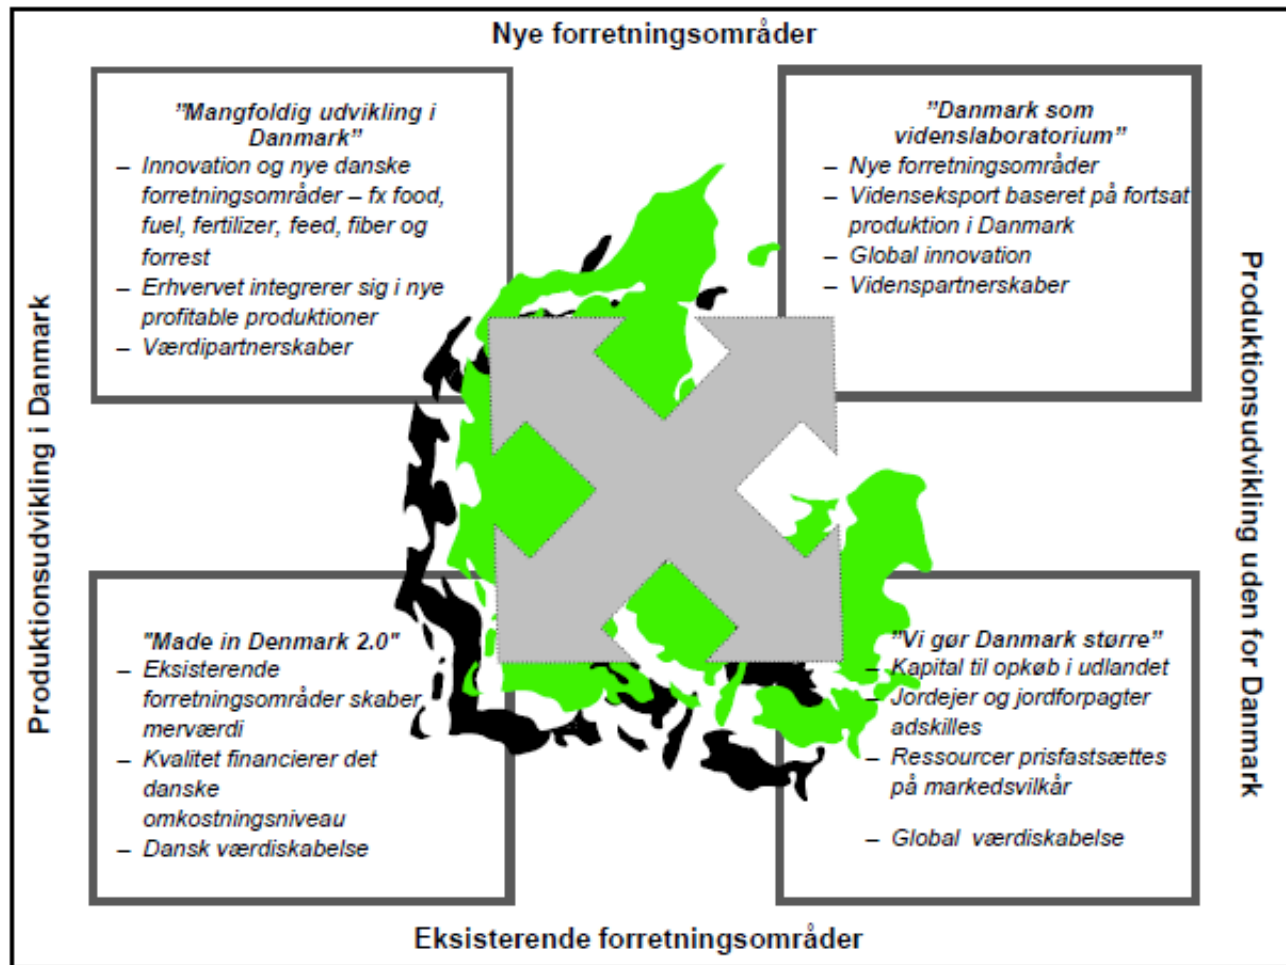 Nye forretningsområder
”Mangfoldig udvikling i
Danmark”
– Innovation og nye danske
forretningsområder – fx food,
fuel, fertilizer, feed, fiber og
forrest
– Erhvervet integrerer sig i nye
profitable produktioner
– Værdipartnerskaber
”Danmark som
videnslaboratorium”
– Nye forretningsområder
– Videnseksport baseret på fortsat
produktion i Danmark
– Global innovation
– Videnspartnerskaber
Produktionsudvikling i Danmark
Produktionsudvikling uden for Danmark
"Made in Denmark 2.0"
– Eksisterende
forretningsområder skaber
merværdi
– Kvalitet financierer det
danske
omkostningsniveau
– Dansk værdiskabelse
”Vi gør Danmark større”
– Kapital til opkøb i udlandet
– Jordejer og jordforpagter
adskilles
– Ressourcer prisfastsættes
på markedsvilkår
– Global værdiskabelse
Eksisterende forretningsområder